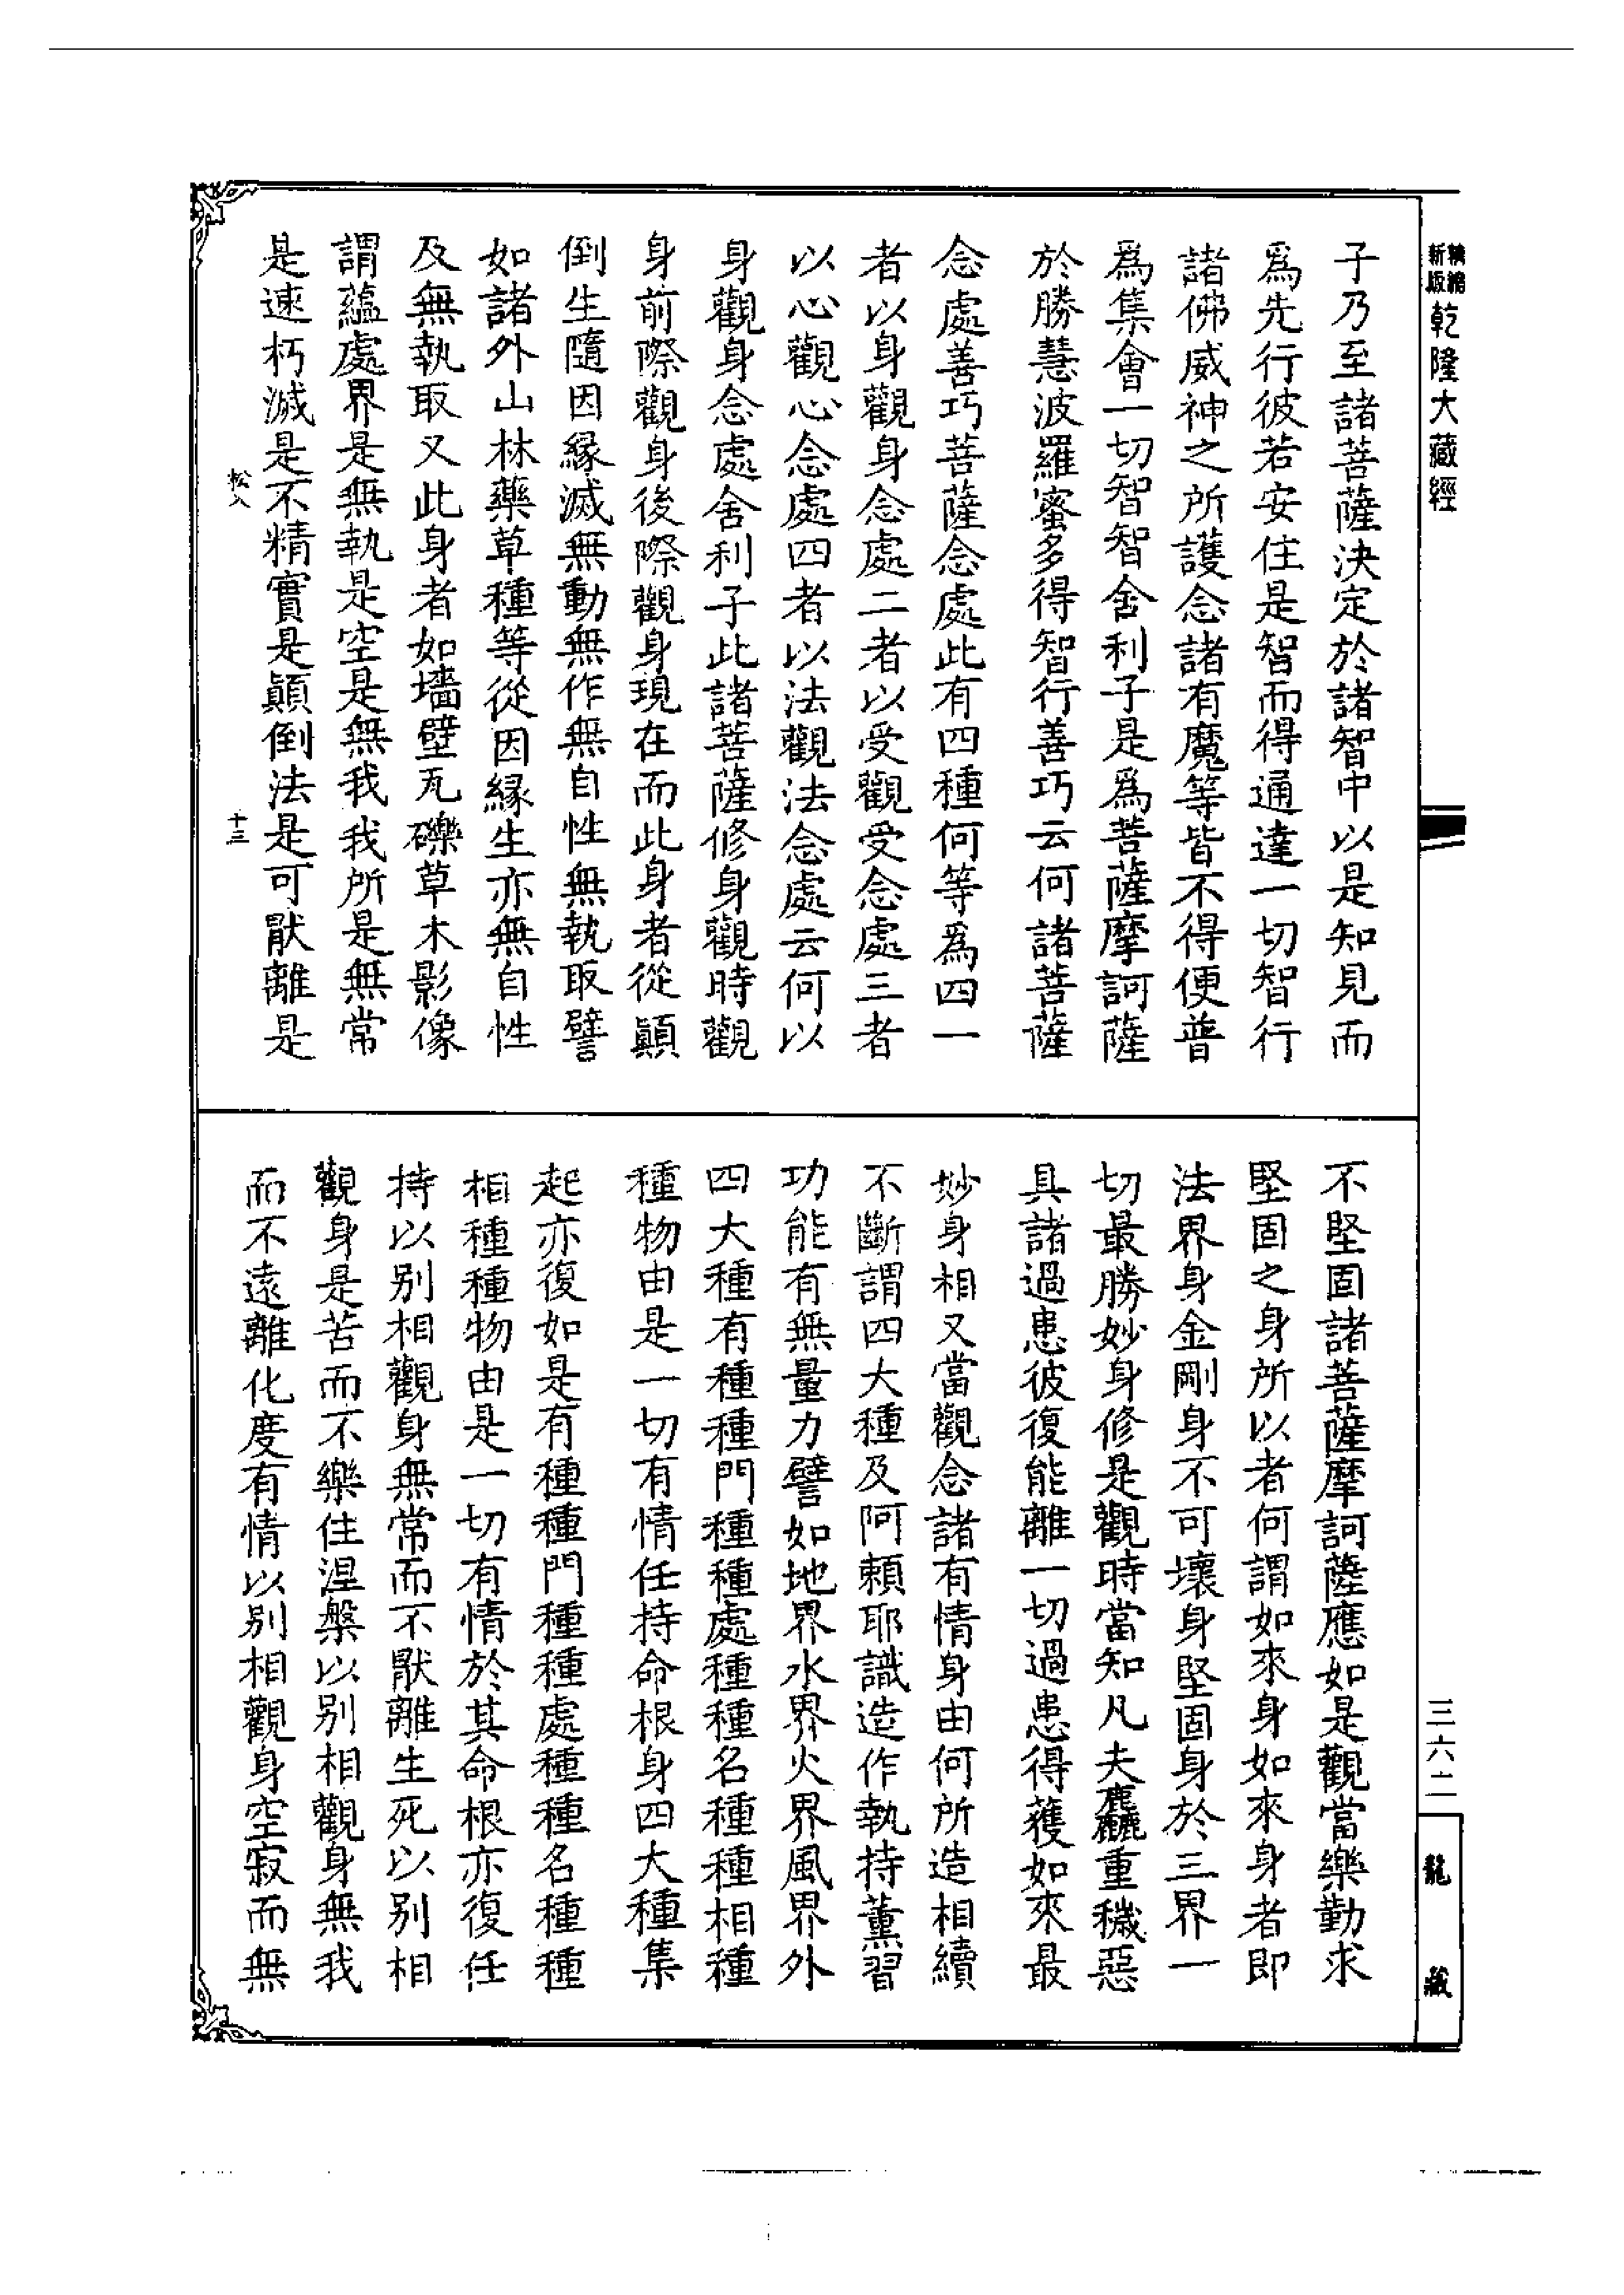 乾隆大藏經
子乃至諸菩薩決定於諸智中以是知見而
爲先行彼若安住是智而得通達一切智行
諸佛威神之所護念諸有魔等皆不得便普
爲集會一切智智舍利子是爲菩薩摩訶薩
於勝慧波羅蜜多得智行善巧云何諸菩薩
念處善巧菩薩念處此有四種何等爲四一
者以身觀身念處二者以受觀受念處三者
以心觀心念處四者以法觀法念處云何以
身觀身念處舍利子此諸菩薩修身觀時觀
身前際觀身後際觀身現在而此身者從顚
倒生隨因緣滅無動無作無自性無執取譬
如諸外山林藥草種等從因緣生亦無自性
及無執取又此身者如墻壁瓦礫草木影像
謂蘊處界是無執是空是無我我所是無常
是速朽滅是不精實是顚倒法是可厭離是
十三
不堅固諸菩薩摩訶薩應如是觀當樂勤求
堅固之身所以者何謂如來身如來身者即
法界身金剛身不可壞身堅固身於三界一
切最勝妙身修是觀時當知凡夫麤重穢惡
具諸過患彼復能離一切過患得獲如來最
妙身相又當觀念諸有情身由何所造相續
不斷謂四大種及阿賴耶識造作執持薰習
功能有無量力譬如地界水界火界風界外
四大種有種種門種種處種種名種種相種
種物由是一切有情任持命根身四大種集
起亦復如是有種種門種種處種種名種種
相種種物由是一切有情於其命根亦復任
持以別相觀身無常而不厭離生死以別相
觀身是苦而不樂住涅槃以別相觀身無我
而不遠離化度有情以別相觀身空寂而無
三六二
龍藏